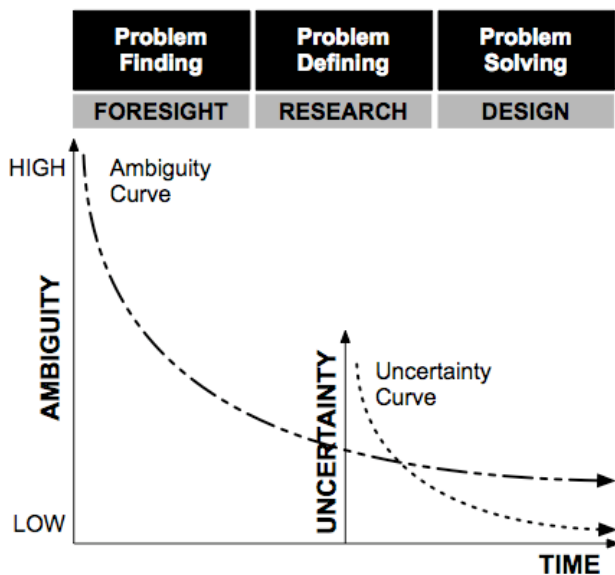 Problem
Finding
Problem
Defining
Problem
Solving
FORESIGHT
RESEARCH
DESIGN
HIGH
Ambiguity
Curve
AMBIGUITY
UNCERTAINTY
Uncertainty
Curve
LOW
TIME